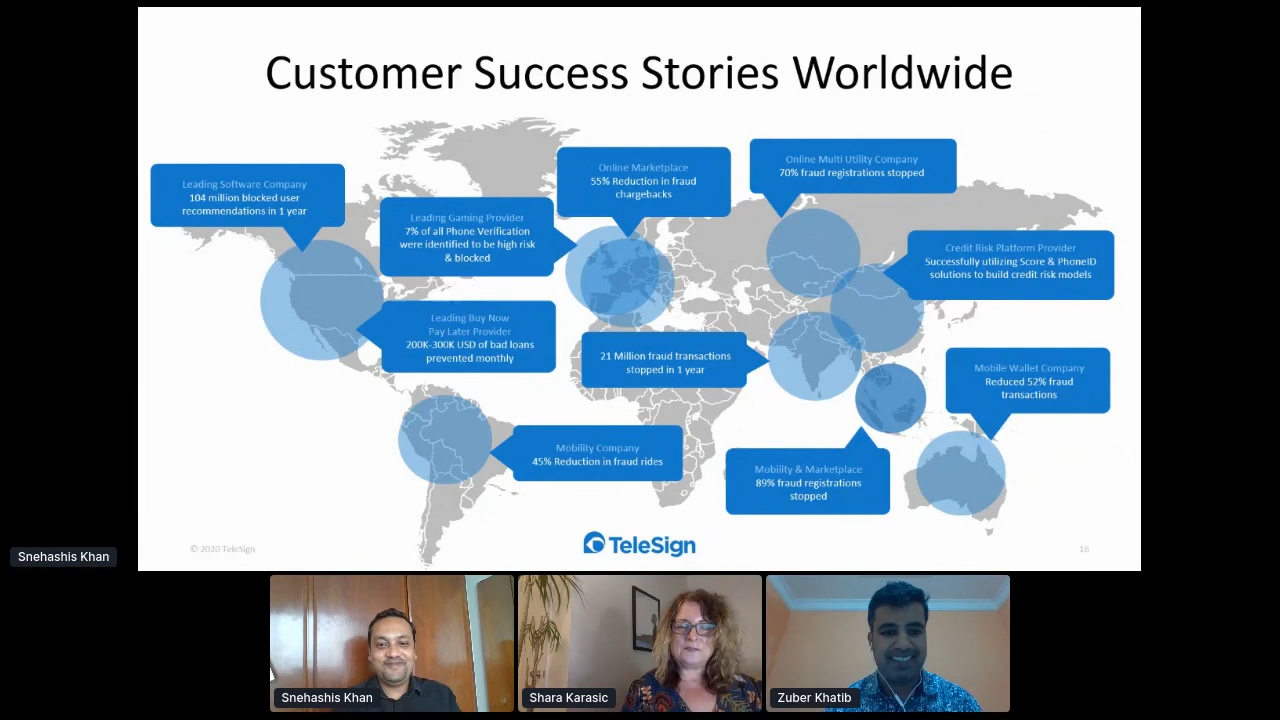 Customer Success Stories Worldwide
Leading Software Company
104 million blocked user
recommendations in 1 year
Leading Gaming Provider
7% of all Phone Verification
were identified to be high risk
& blocked
Online Marketplace
55% Reduction in fraud
chargebacks
Online Multi Utility Company
70% fraud registrations stopped
Credit Risk Platform Provider
Successfully utilizing Score & PhoneID
solutions to build credit risk models
Leading Buy Now
Pay Later Provider
200K-300K USD of bad loans
prevented monthly
21 Million fraud transactions
stopped in 1 year
Mobile Wallet Company
Reduced 52% fraud
transactions
Mobility Company
45% Reduction in fraud rides
Mobility & Marketplace
89% fraud registrations
stopped
© 2020 TeleSign
TeleSign
16
Snehashis Khan
Snehashis Khan
Shara Karasic
Zuber Khatib